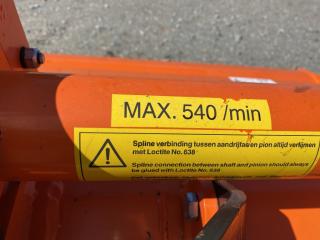 MAX. 540 /min
Spline verbinding tussen aandrijfas en pion altijd verlijmen
met Loctite No. 638
Spline connection between shaft and pinion should always
be glued with Loctite No. 638